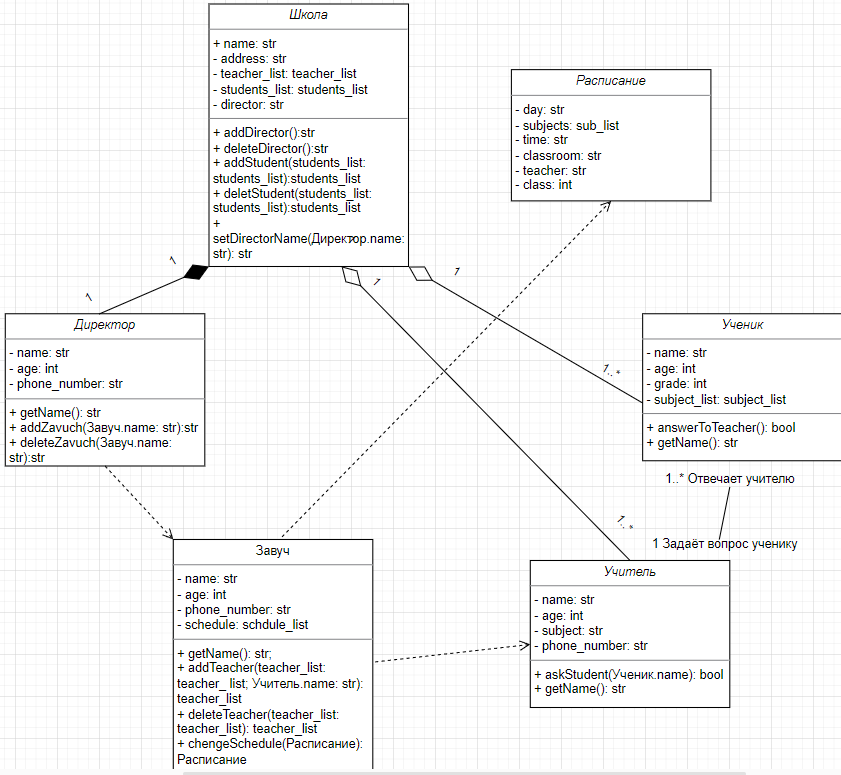 Школа
+ name: str
- address: str
- teacher_list: teacher_list
- students_list: students_list
- director: str
+ addDirector():str
+ deleteDirector():str
+ addStudent(students_list:
students_list):students_list
+ deletStudent(students_list:
students_list):students_list
+
setDirectorName(Директор.name:
str): str
Расписание
- day: str
- subjects: sub_list
- time: str
- classroom: str
- teacher: str
- class: int
1
1
1
1
1..*
1..*
Директор
- name: str
- age: int
- phone_number: str
+ getName(): str
+ addZavuch(Завуч.name: str):str
+ deleteZavuch(Завуч.name:
str):str
Ученик
- name: str
- age: int
- grade: int
- subject_list: subject_list
+ answerToTeacher(): bool
+ getName(): str
1..* Отвечает учителю
1 Задаёт вопрос ученику
Завуч
- name: str
- age: int
- phone_number: str
- schedule: schdule_list
+ getName(): str;
+ addTeacher(teacher_list:
teacher_ list; Учитель.name: str):
teacher_list
+ deleteTeacher(teacher_list:
teacher_list): teacher_list
+ chengeSchedule(Расписание):
Расписание
Учитель
- name: str
- age: int
- subject: str
- phone_number: str
+ askStudent(Ученик.name): bool
+ getName(): str